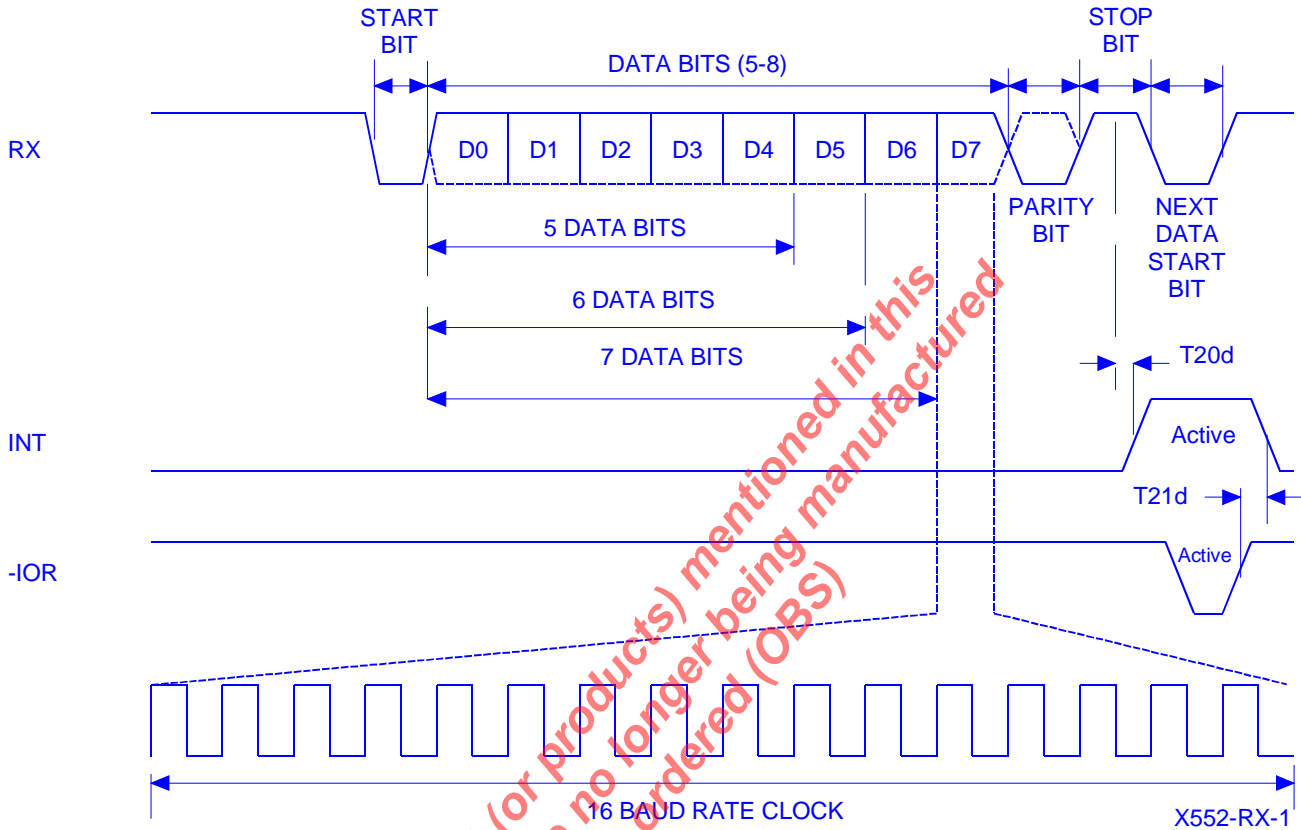 START
BIT
DATA BITS (5-8)
STOP
BIT
RX
D0 D1 D2 D3 D4 D5 D6 D7
PARITY
BIT
NEXT
DATA
START
BIT
5 DATA BITS
6 DATA BITS
7 DATA BITS
T20d
INT
Active
T21d
-IOR
Active
16 BAUD RATE CLOCK
X552-RX-1
(or products) mentioned in this
no longer being manufactured
ordered (OBS)